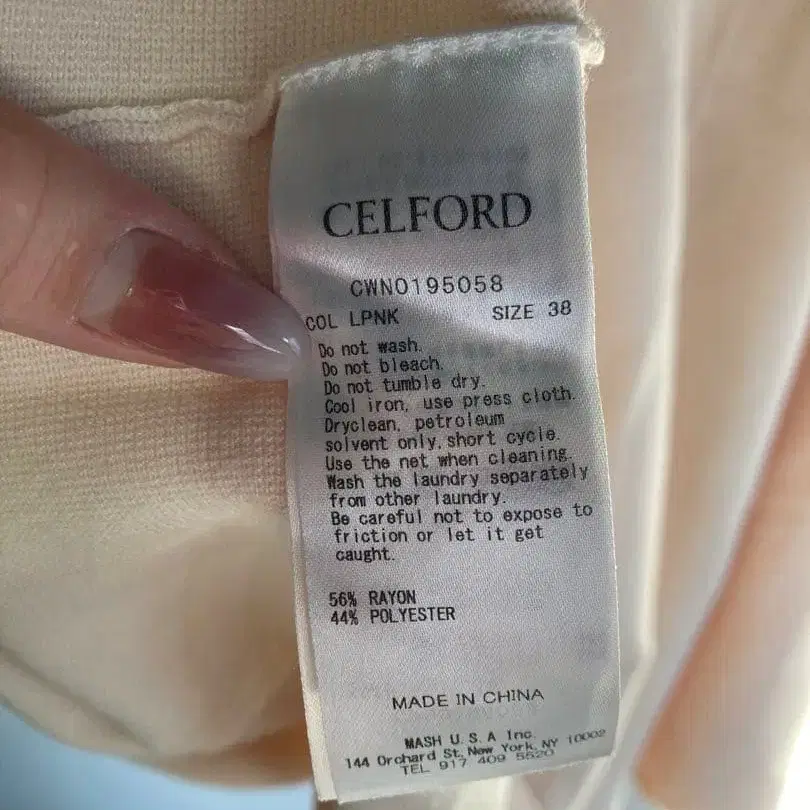 CELFORD
CWNO195058
COL LPNK SIZE 38
Do not wash.
Do not bleach.
Do not tumble dry.
Cool iron, use press cloth.
Dryclean, petroleum
solvent only,short cycle.
Use the net when cleaning.
Wash the laundry separately
from other laundry.
Be careful not to expose to
friction or let it get
caught.
56% RAYON
44% POLYESTER
MADE IN CHINA
MASH U.S.A Inc.
144 Orchard St, New York, NY 10002
TEL 917 409 5520